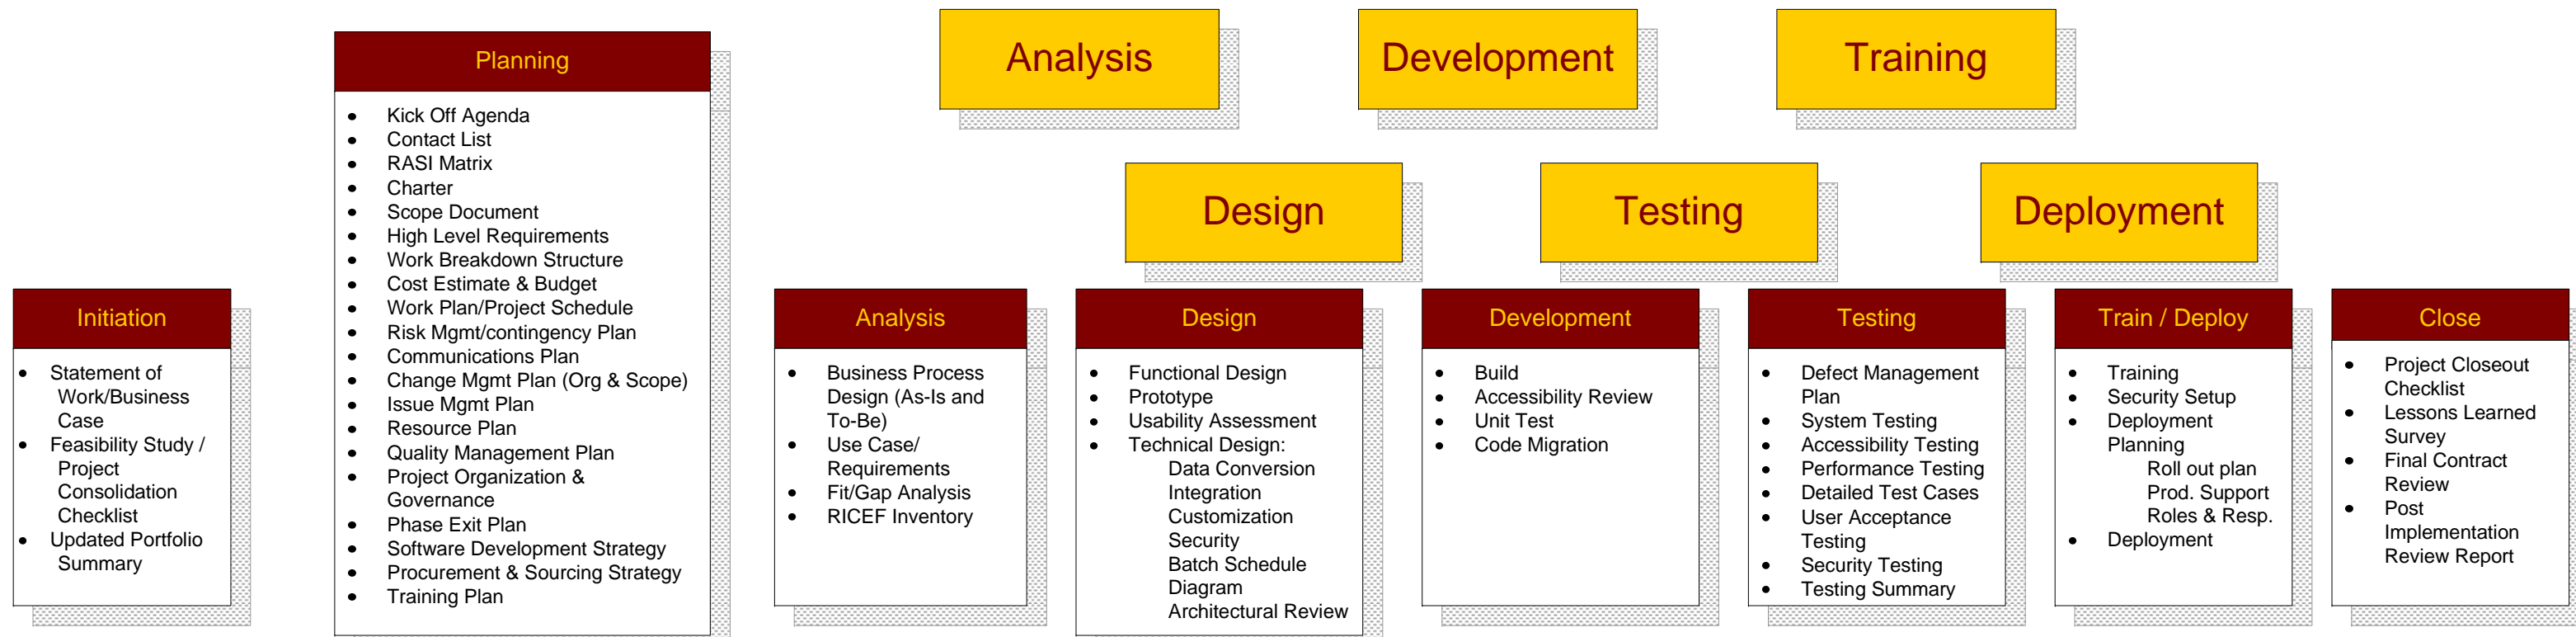 Analysis
Development
Training
Design
Testing
Deployment
Initiation
Statement of
Work/Business
Case
Feasibility Study /
Project
Consolidation
Checklist
Updated Portfolio
Summary
Planning
Kick Off Agenda
Contact List
RASI Matrix
Charter
Scope Document
High Level Requirements
Work Breakdown Structure
Cost Estimate & Budget
Work Plan/Project Schedule
Risk Mgmt/contingency Plan
Communications Plan
Change Mgmt Plan (Org & Scope)
Issue Mgmt Plan
Resource Plan
Quality Management Plan
Project Organization &
Governance
Phase Exit Plan
Software Development Strategy
Procurement & Sourcing Strategy
Training Plan
Analysis
Business Process
Design (As-Is and
To-Be)
Use Case/
Requirements
Fit/Gap Analysis
RICEF Inventory
Design
Functional Design
Prototype
Usability Assessment
Technical Design:
Data Conversion
Integration
Customization
Security
Batch Schedule
Diagram
Architectural Review
Development
Build
Accessibility Review
Unit Test
Code Migration
Testing
Defect Management
Plan
System Testing
Accessibility Testing
Performance Testing
Detailed Test Cases
User Acceptance
Testing
Security Testing
Testing Summary
Train / Deploy
Training
Security Setup
Deployment
Planning
Roll out plan
Prod. Support
Roles & Resp.
Deployment
Close
Project Closeout
Checklist
Lessons Learned
Survey
Final Contract
Review
Post
Implementation
Review Report